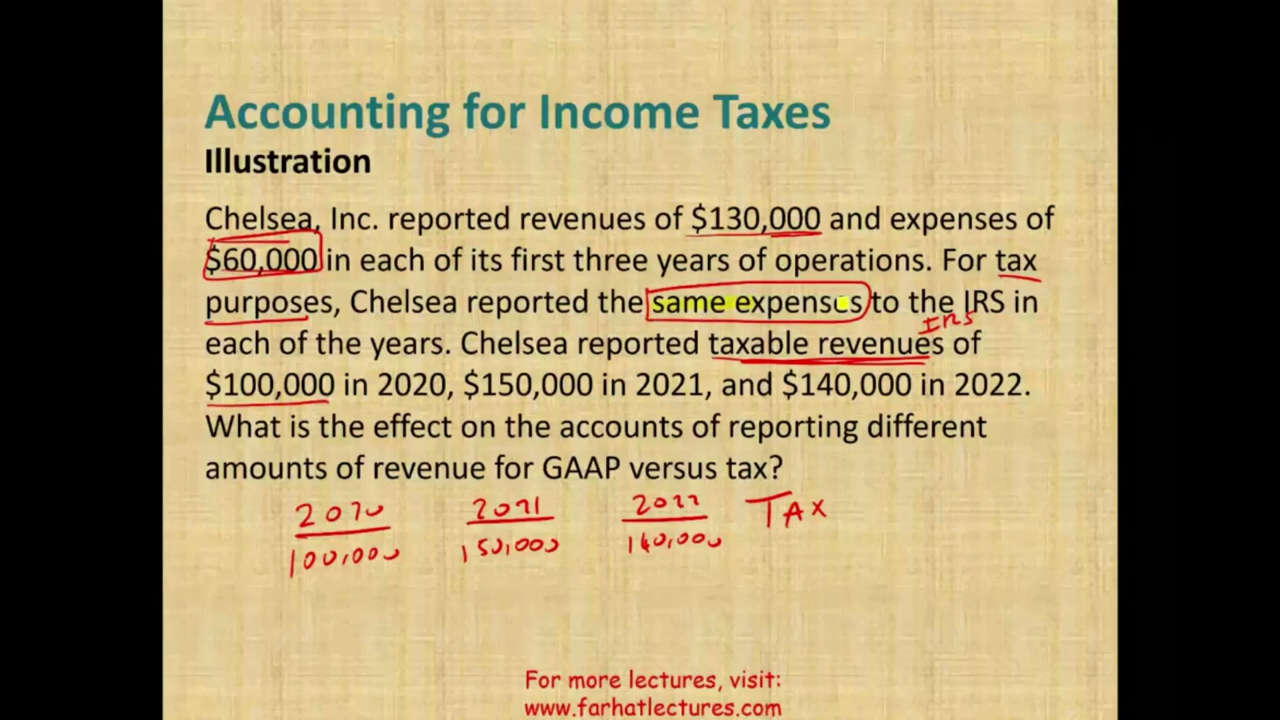 Accounting for Income Taxes
Illustration
Chelsea, Inc. reported revenues of $130,000 and expenses of
$60,000 in each of its first three years of operations. For tax
purposes, Chelsea reported the same expenses to the IRS in
IRS
each of the years. Chelsea reported taxable revenues of
$100,000 in 2020, $150,000 in 2021, and $140,000 in 2022.
What is the effect on the accounts of reporting different
amounts of revenue for GAAP versus tax?
2020 2021 2022 TAX
100,000 150,000 140,000
For more lectures, visit:
www.farhatlectures.com